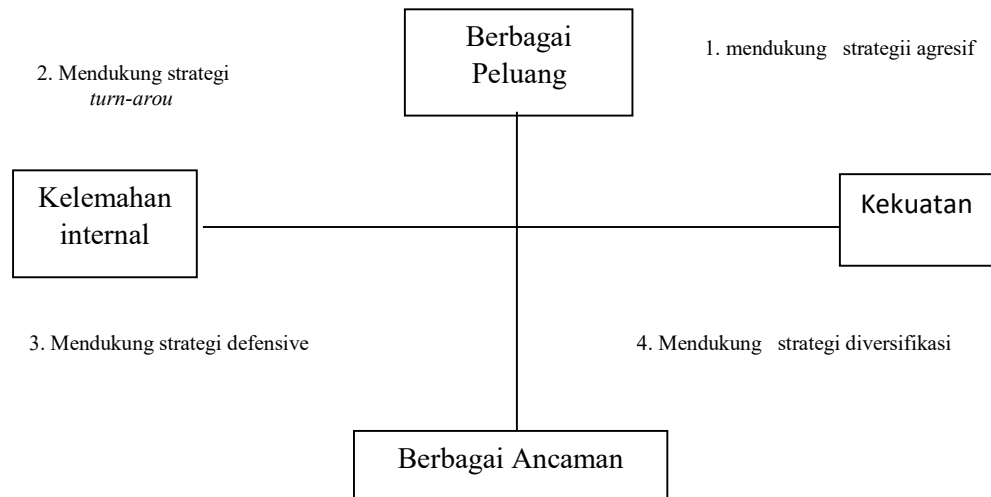 Berbagai
Peluang
1. mendukung strategii agresif
2. Mendukung strategi
turn-arou
Kelemahan
internal
Kekuatan
3. Mendukung strategi defensive
4. Mendukung strategi diversifikasi
Berbagai Ancaman